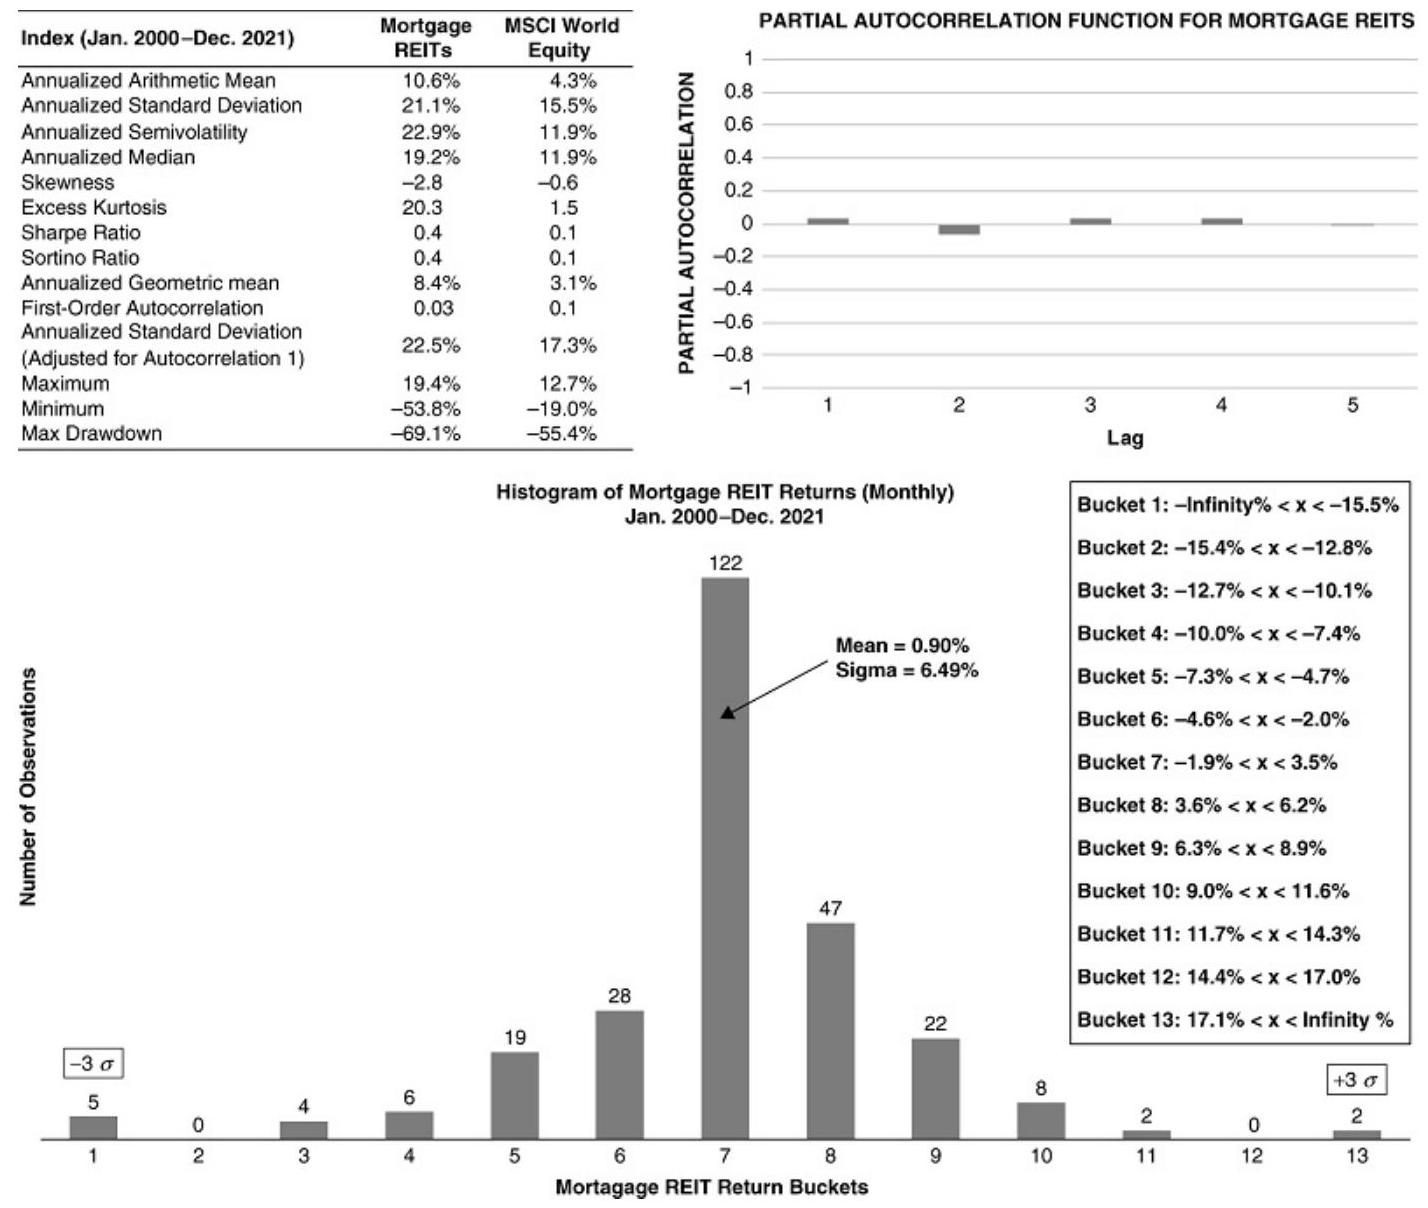 Index (Jan. 2000–Dec. 2021) Mortgage REITs MSCI World Equity
Annualized Arithmetic Mean 10.6% 4.3%
Annualized Standard Deviation 21.1% 15.5%
Annualized Semivolatility 22.9% 11.9%
Annualized Median 19.2% 11.9%
Skewness –2.8 –0.6
Excess Kurtosis 20.3 1.5
Sharpe Ratio 0.4 0.1
Sortino Ratio 0.4 0.1
Annualized Geometric mean 8.4% 3.1%
First-Order Autocorrelation 0.03 0.1
Annualized Standard Deviation
(Adjusted for Autocorrelation 1) 22.5% 17.3%
Maximum 19.4% 12.7%
Minimum –53.8% –19.0%
Max Drawdown –69.1% –55.4%
PARTIAL AUTOCORRELATION FUNCTION FOR MORTGAGE REITS
PARTIAL AUTOCORRELATION
1
0.8
0.6
0.4
0.2
0
–0.2
–0.4
–0.6
–0.8
–1
1 2 3 4 5
Lag
Histogram of Mortgage REIT Returns (Monthly)
Jan. 2000–Dec. 2021
Number of Observations
Mean = 0.90%
Sigma = 6.49%
–3 σ
+3 σ
5 0 4 6 19 28 122 47 22 8 2 0 2
1 2 3 4 5 6 7 8 9 10 11 12 13
Mortagage REIT Return Buckets
Bucket 1: –Infinity% < x < –15.5%
Bucket 2: –15.4% < x < –12.8%
Bucket 3: –12.7% < x < –10.1%
Bucket 4: –10.0% < x < –7.4%
Bucket 5: –7.3% < x < –4.7%
Bucket 6: –4.6% < x < –2.0%
Bucket 7: –1.9% < x < 3.5%
Bucket 8: 3.6% < x < 6.2%
Bucket 9: 6.3% < x < 8.9%
Bucket 10: 9.0% < x < 11.6%
Bucket 11: 11.7% < x < 14.3%
Bucket 12: 14.4% < x < 17.0%
Bucket 13: 17.1% < x < Infinity %